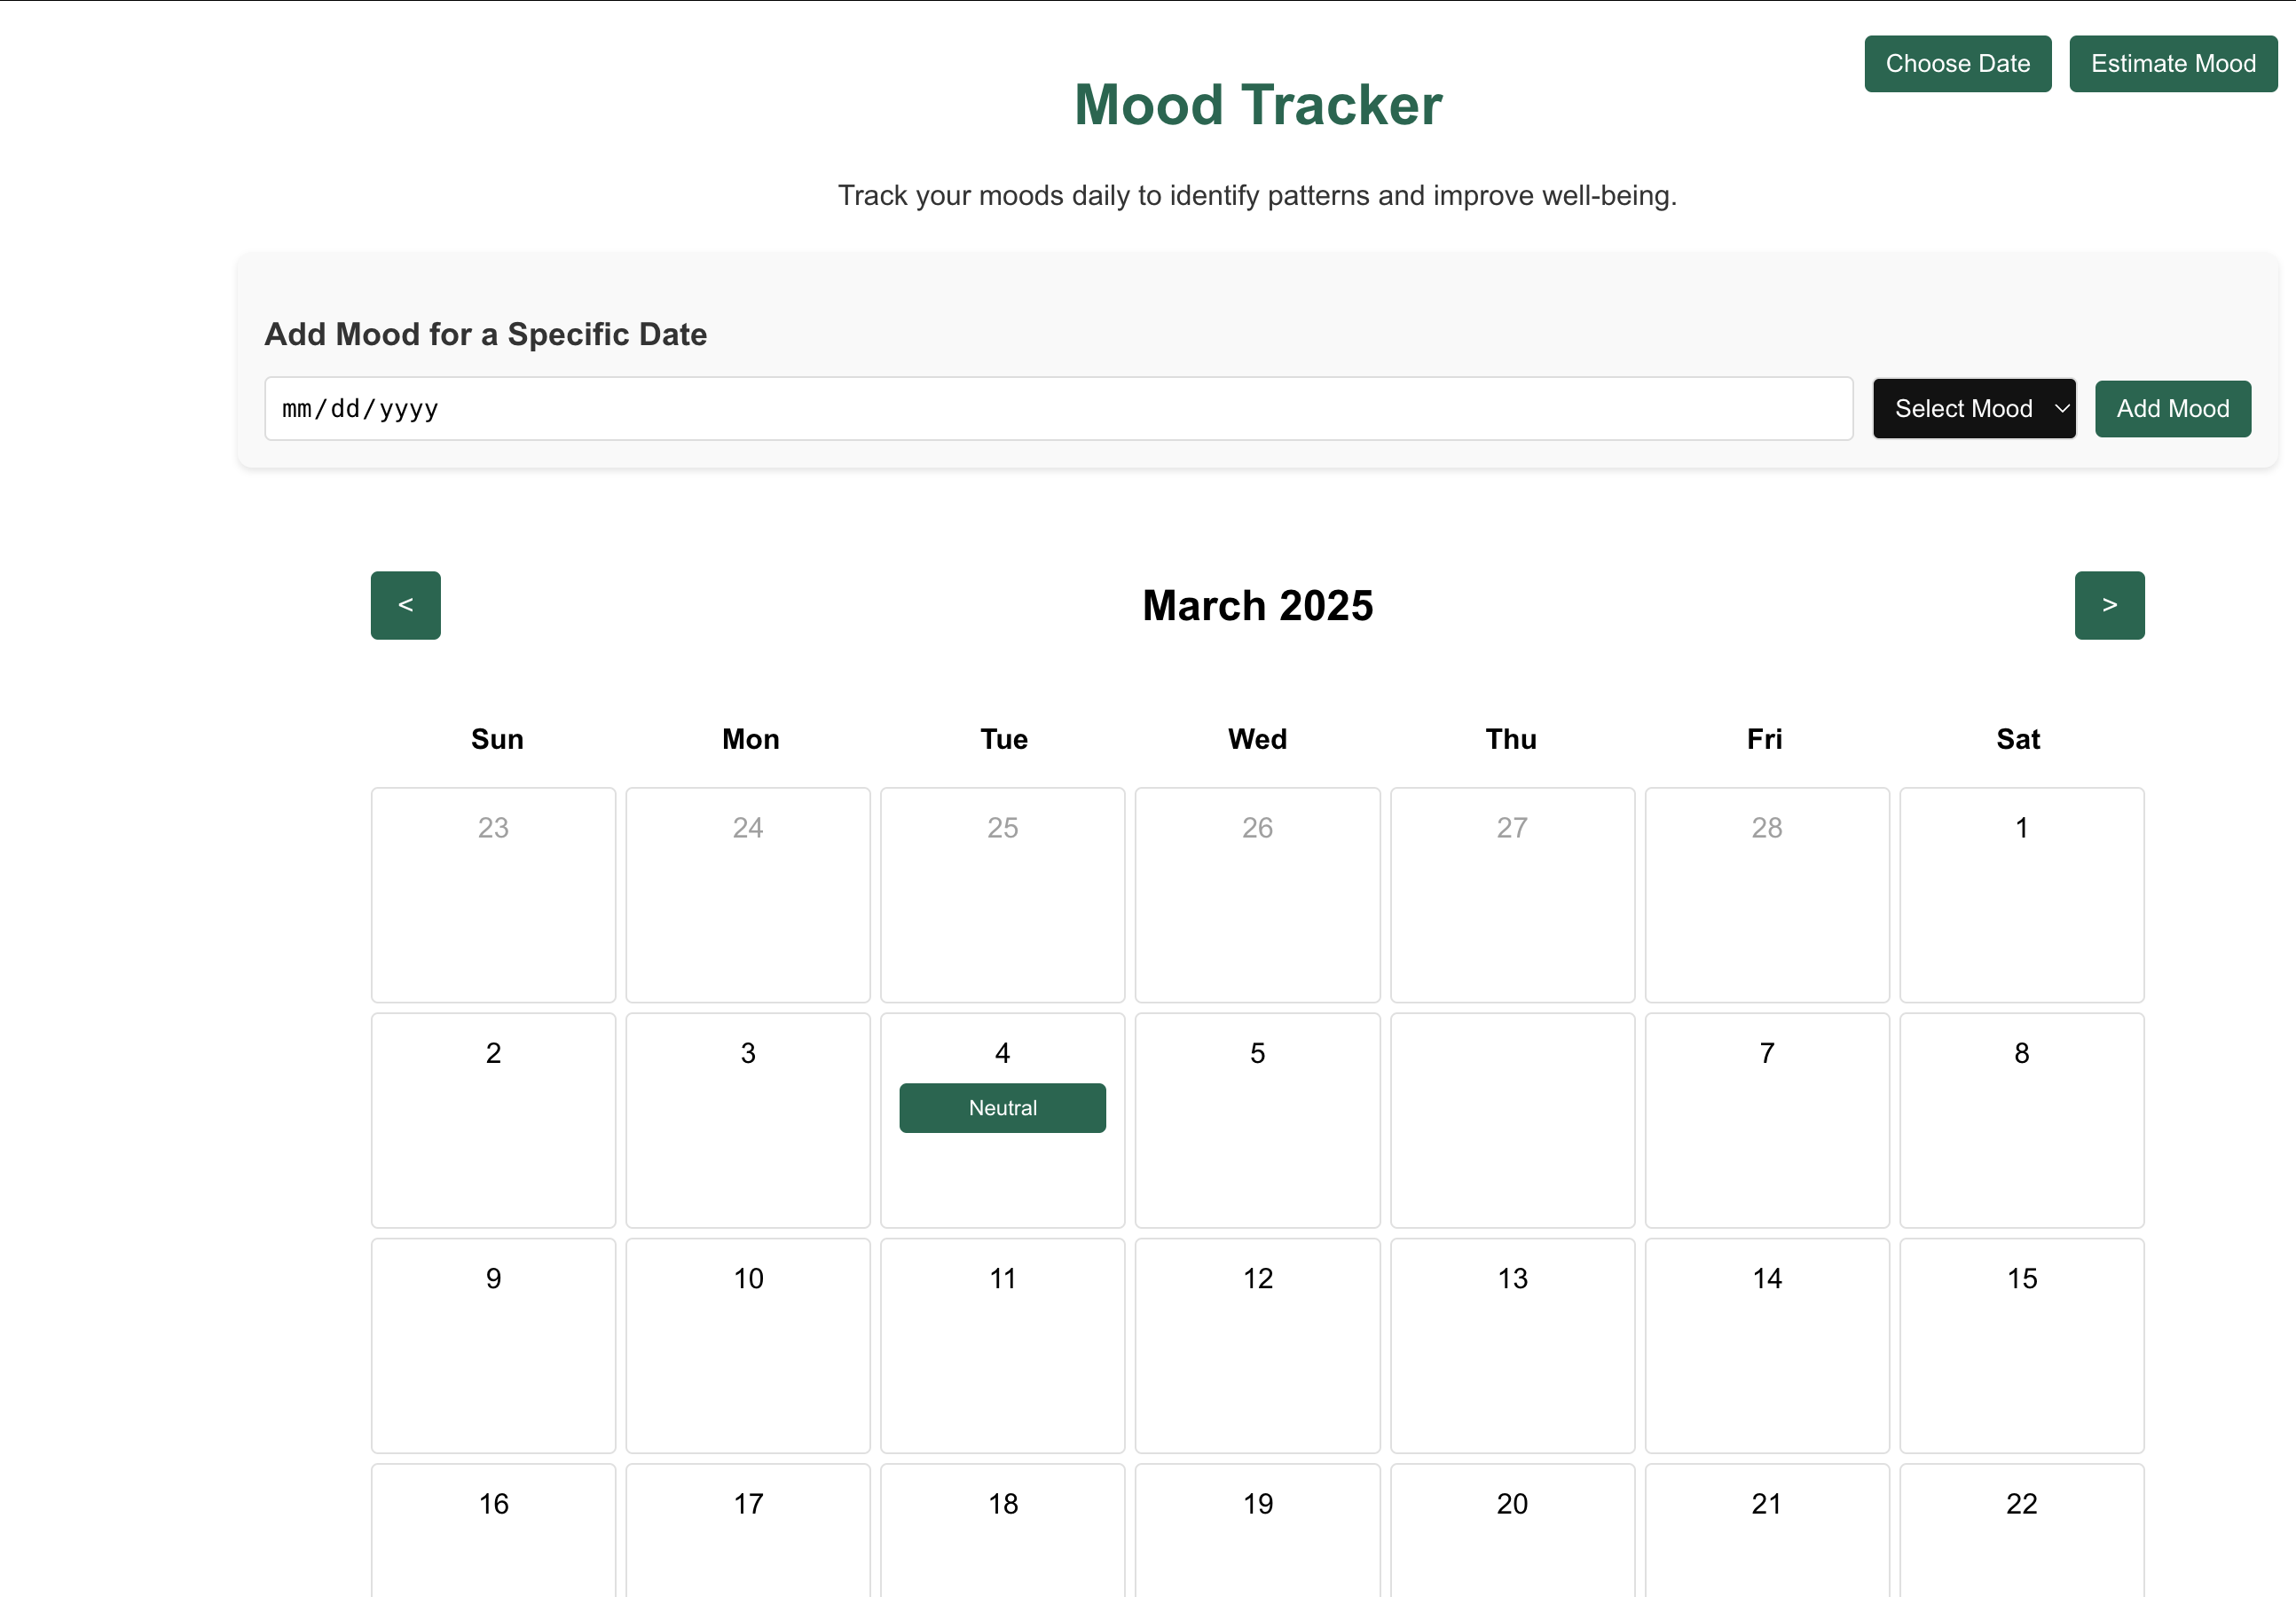 Choose Date Estimate Mood
Mood Tracker
Track your moods daily to identify patterns and improve well-being.
Add Mood for a Specific Date
mm/dd/yyyy Select Mood Add Mood
< March 2025 >
Sun Mon Tue Wed Thu Fri Sat
23 24 25 26 27 28 1
2 3 4 5 7 8
Neutral
9 10 11 12 13 14 15
16 17 18 19 20 21 22